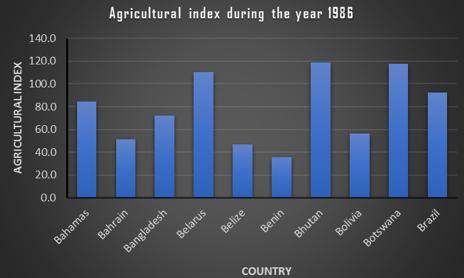 Agricultural index during the year 1986
AGRICULTURAL INDEX
140.0
120.0
100.0
80.0
60.0
40.0
20.0
0.0
Bahamas
Bahrain
Bangladesh
Belarus
Belize
Benin
Bhutan
Bolivia
Botswana
Brazil
COUNTRY